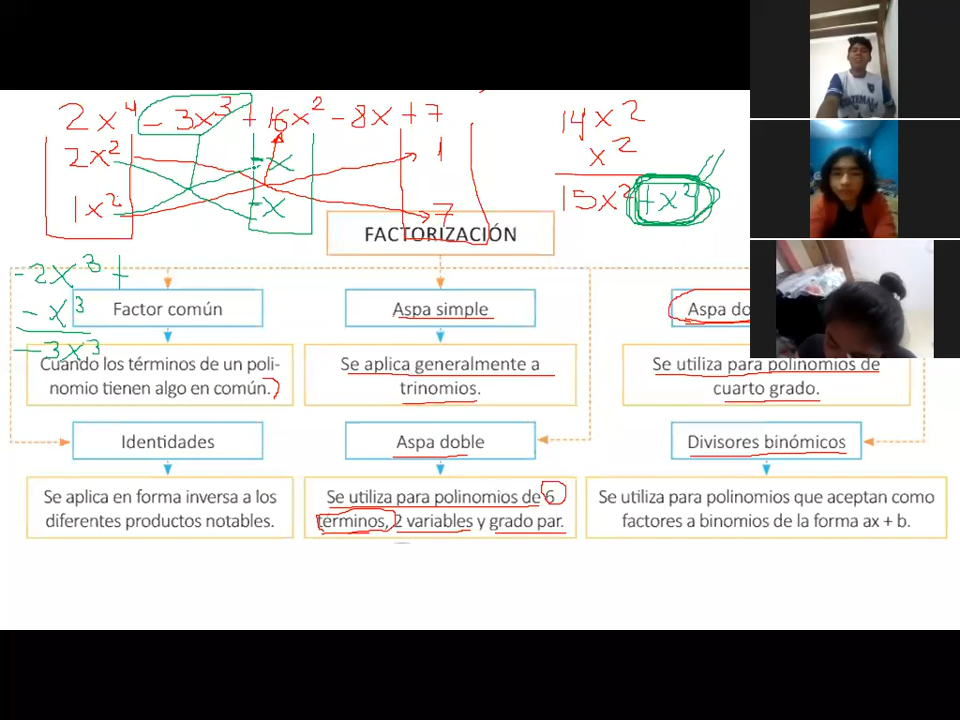 2x⁴ - 3x³ + 16x² - 8x + 7
2x² -x 1
1x² -x 7
14x²
x²
15x² +x²
-2x³ +
-x³
-3x³
FACTORIZACIÓN
Factor común
Cuando los términos de un poli-
nomio tienen algo en común.
Aspa simple
Se aplica generalmente a
trinomios.
Aspa do
Se utiliza para polinomios de
cuarto grado.
Identidades
Se aplica en forma inversa a los
diferentes productos notables.
Aspa doble
Se utiliza para polinomios de 6
términos, 2 variables y grado par.
Divisores binómicos
Se utiliza para polinomios que aceptan como
factores a binomios de la forma ax + b.